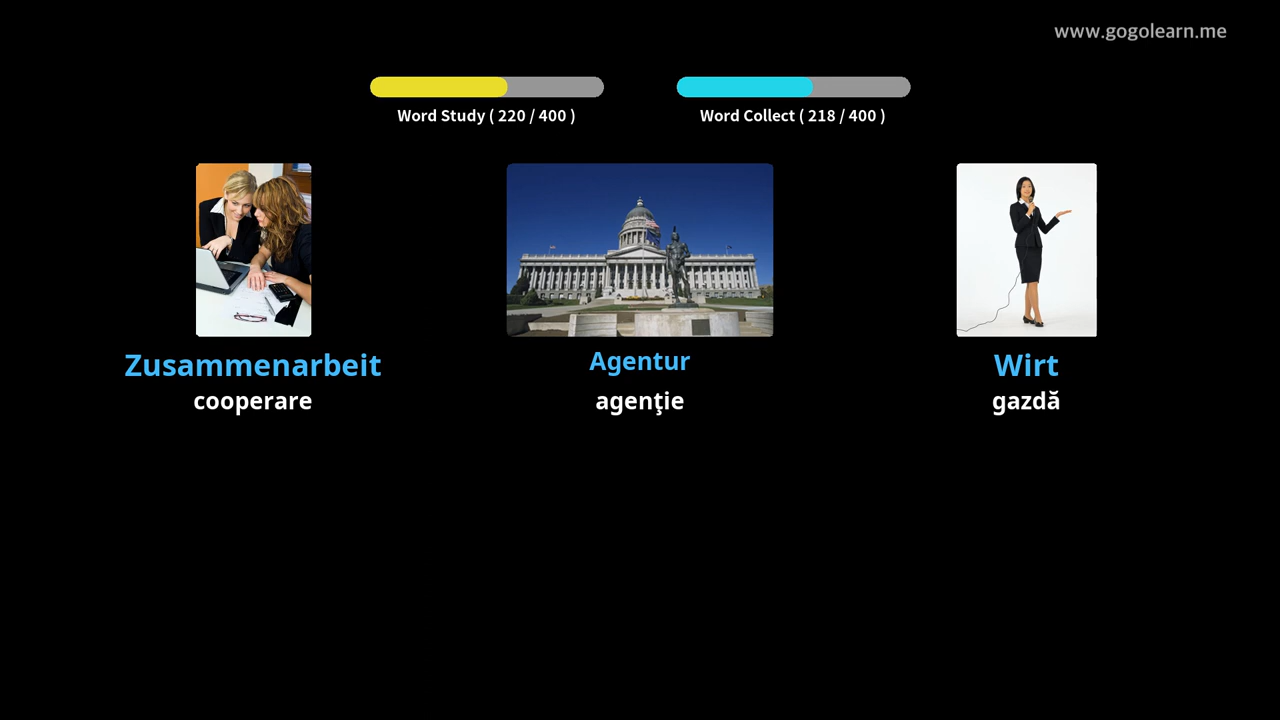 www.gogolearn.me
Word Study ( 220 / 400 )
Word Collect ( 218 / 400 )
Zusammenarbeit
cooperare
Agentur
agenţie
Wirt
gazdă